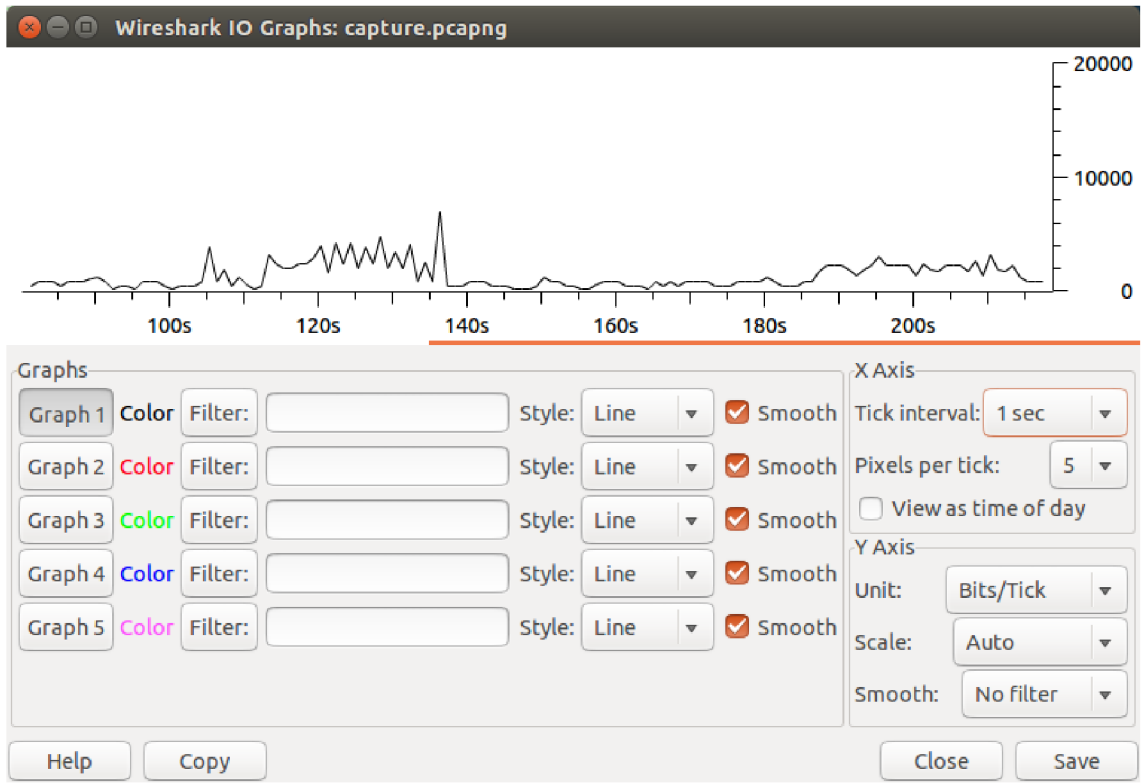 Wireshark IO Graphs: capture.pcapng
20000
10000
0
100s 120s 140s 160s 180s 200s
Graphs
Graph 1 Color Filter: Style: Line Smooth
Graph 2 Color Filter: Style: Line Smooth
Graph 3 Color Filter: Style: Line Smooth
Graph 4 Color Filter: Style: Line Smooth
Graph 5 Color Filter: Style: Line Smooth
X Axis
Tick interval: 1 sec
Pixels per tick: 5
View as time of day
Y Axis
Unit: Bits/Tick
Scale: Auto
Smooth: No filter
Help Copy Close Save